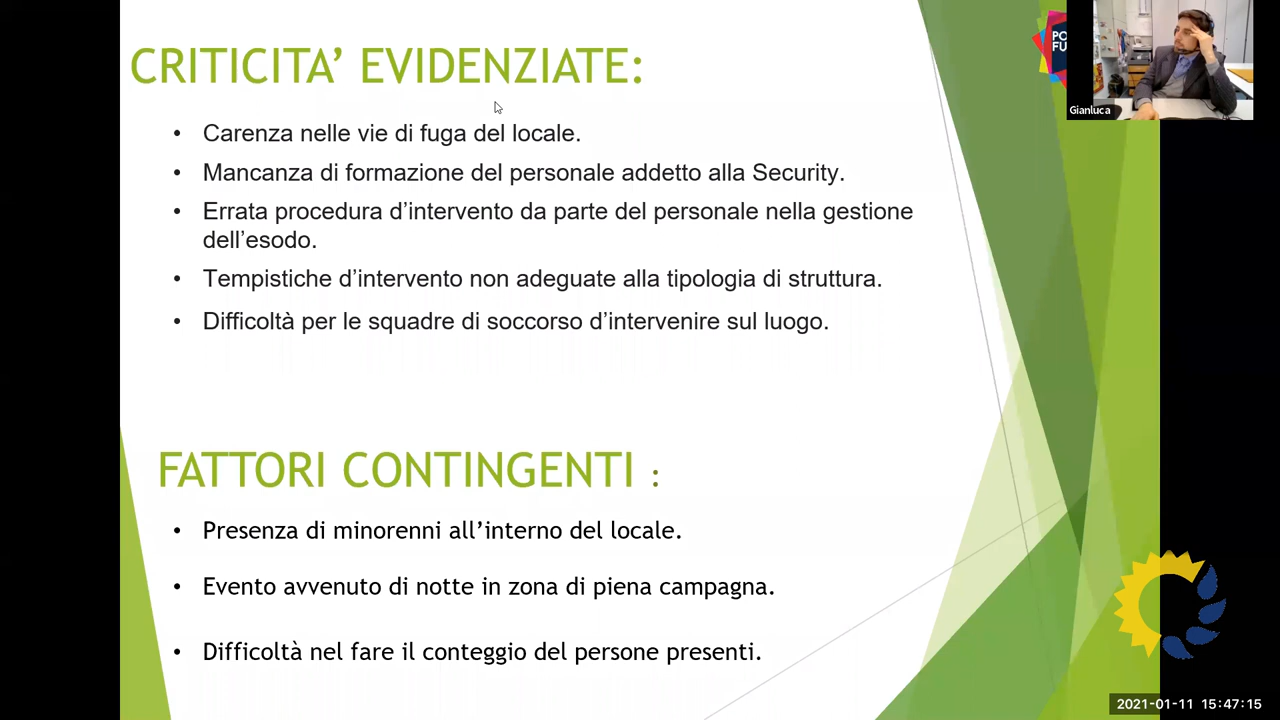 CRITICITA’ EVIDENZIATE:
• Carenza nelle vie di fuga del locale.
• Mancanza di formazione del personale addetto alla Security.
• Errata procedura d’intervento da parte del personale nella gestione
dell’esodo.
• Tempistiche d’intervento non adeguate alla tipologia di struttura.
• Difficoltà per le squadre di soccorso d’intervenire sul luogo.
FATTORI CONTINGENTI :
• Presenza di minorenni all’interno del locale.
• Evento avvenuto di notte in zona di piena campagna.
• Difficoltà nel fare il conteggio del persone presenti.
PO
FU
Gianluca
2021-01-11 15:47:15